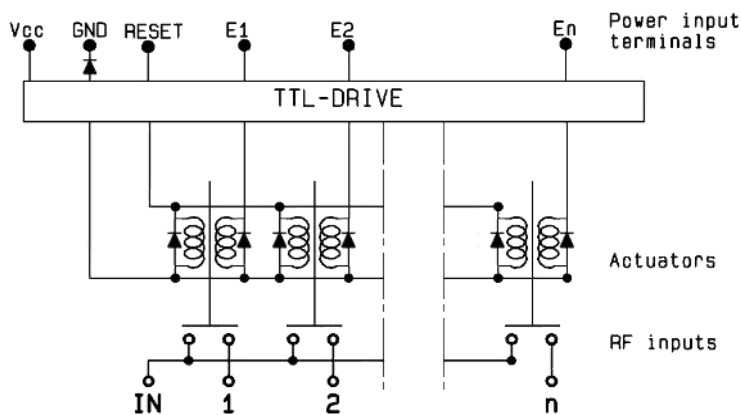 Power input
terminals
Vcc GND RESET E1 E2 En
TTL-DRIVE
Actuators
RF inputs
IN 1 2 n